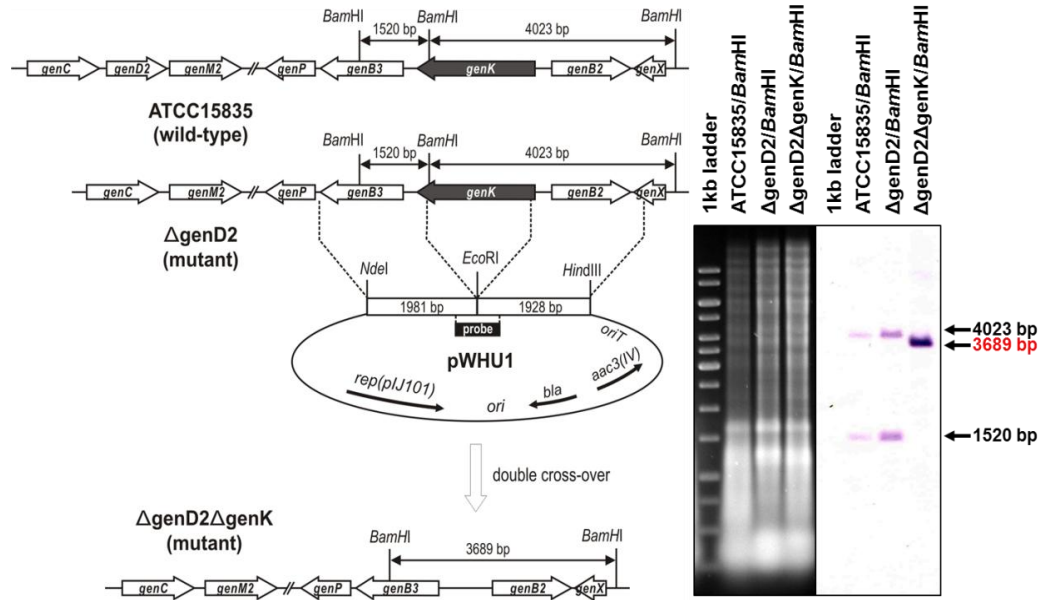 BamHI BamHI BamHI
1520 bp 4023 bp
genC genD2 genM2 genP genB3 genK genB2 genX
ATCC15835
(wild-type)
BamHI BamHI BamHI
1520 bp 4023 bp
genC genM2 genP genB3 genK genB2 genX
ΔgenD2
(mutant)
NdeI EcoRI HindIII
1981 bp 1928 bp
probe
oriT
pWHU1
rep(pIJ101) ori bla aac3(IV)
double cross-over
ΔgenD2ΔgenK
(mutant)
BamHI BamHI
3689 bp
genC genM2 genP genB3 genB2 genX
1kb ladder
ATCC15835/BamHI
ΔgenD2/BamHI
ΔgenD2ΔgenK/BamHI
1kb ladder
ATCC15835/BamHI
ΔgenD2/BamHI
ΔgenD2ΔgenK/BamHI
4023 bp
3689 bp
1520 bp